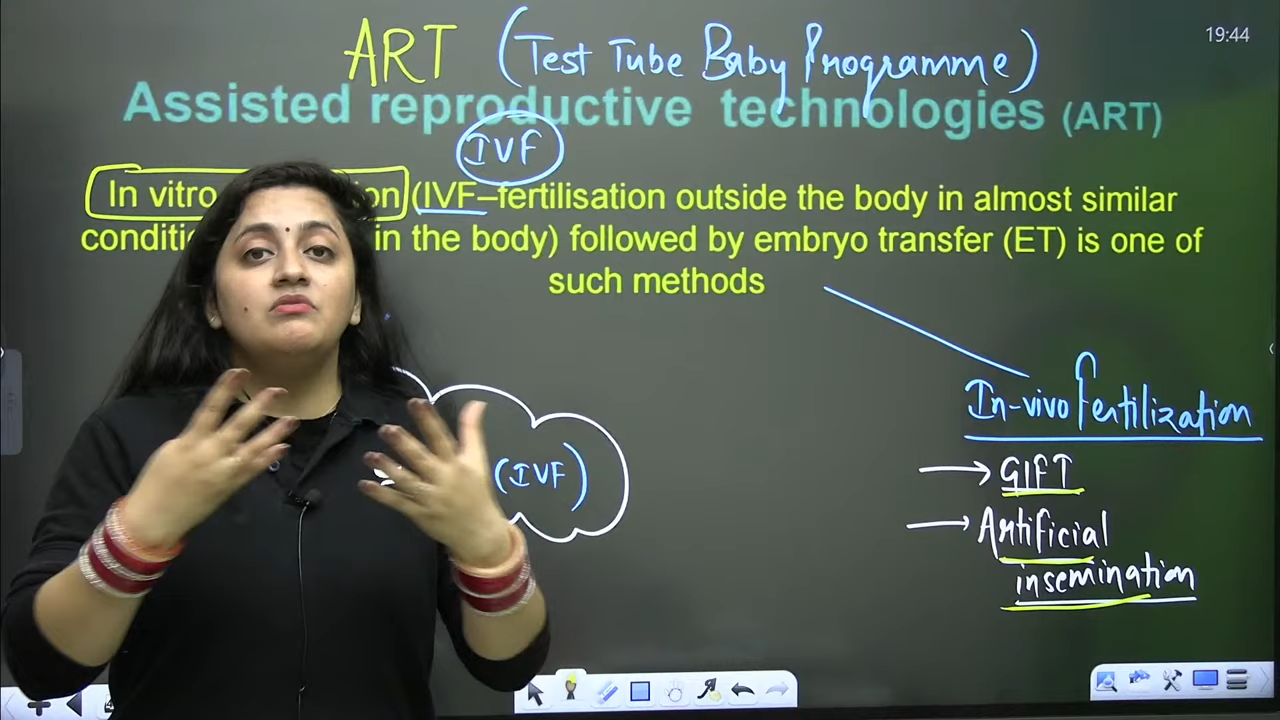 19:44
ART (Test Tube Baby Programme)
Assisted reproductive technologies (ART)
IVF
In vitro (IVF–fertilisation outside the body in almost similar
in the body) followed by embryo transfer (ET) is one of
such methods
In-vivo fertilization
GIFT
(IVF)
Artificial
insemination